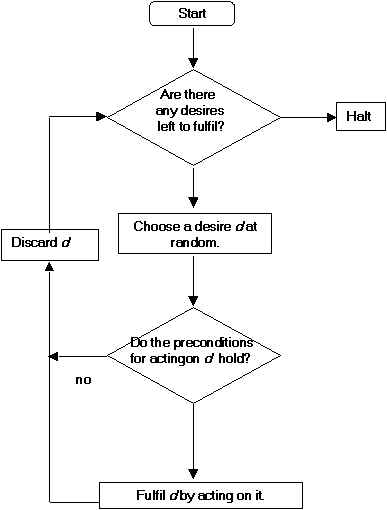 Start
Are there
any desires
left to fulfil?
Halt
Choose a desire d at
random.
Discard d
Do the preconditions
for actingon d hold?
no
Fulfil d by acting on it.